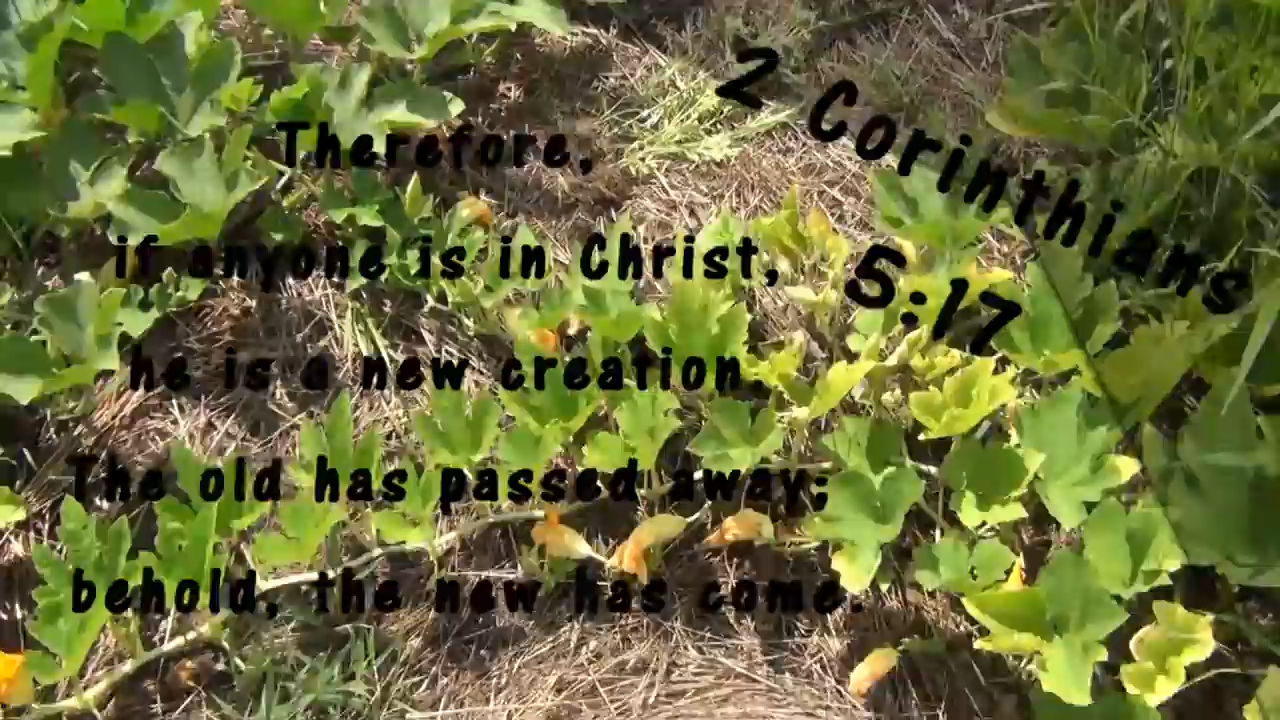 Therefore,
if anyone is in Christ,
he is a new creation.
The old has passed away;
behold, the new has come.
2 Corinthians
5:17